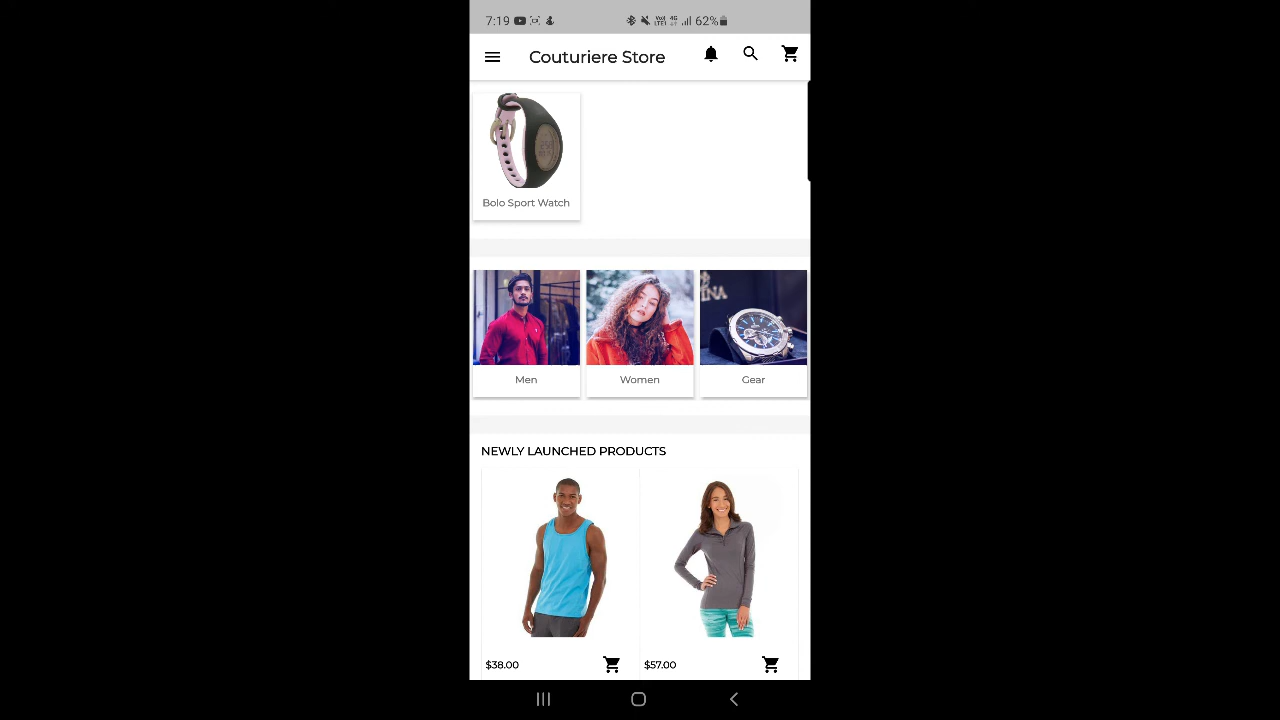 7:19 62%
Couturiere Store
Bolo Sport Watch
Men Women Gear
NEWLY LAUNCHED PRODUCTS
$38.00 $57.00